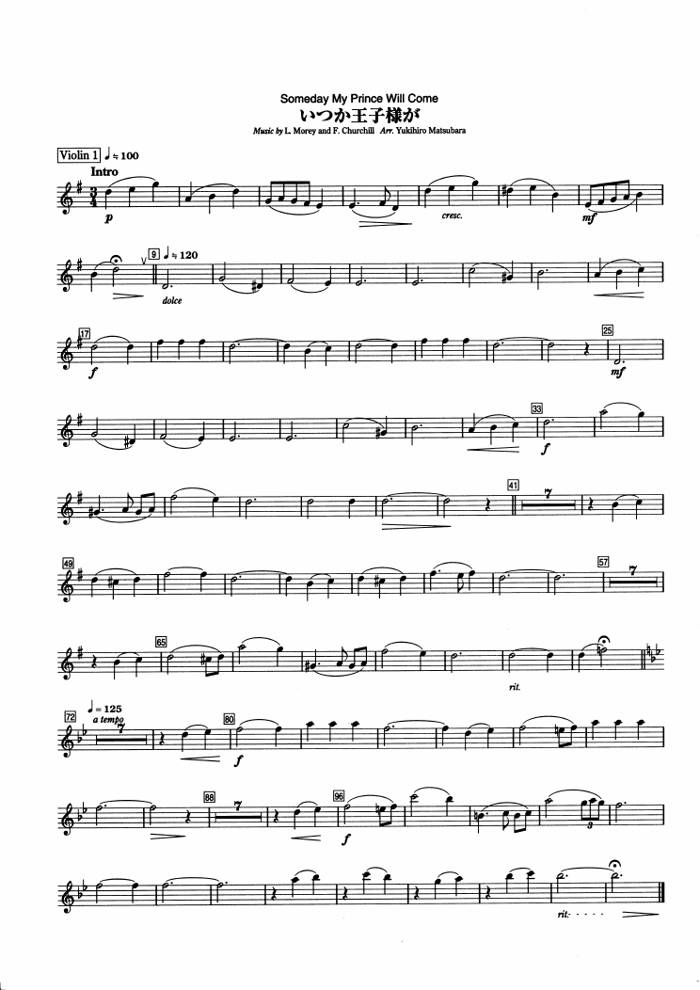 Someday My Prince Will Come
いつか王子様が
Music by L. Morey and F. Churchill Arr. Yukihiro Matsubara
Violin 1 ♩≒100
Intro
3
4
p
cresc.
mf
V 9 ♩≒120
dolce
17
25
f
mf
33
f
41
7
49
57
7
65
rit.
♩=125
72
a tempo
80
7
f
88
96
7
f
3
rit.